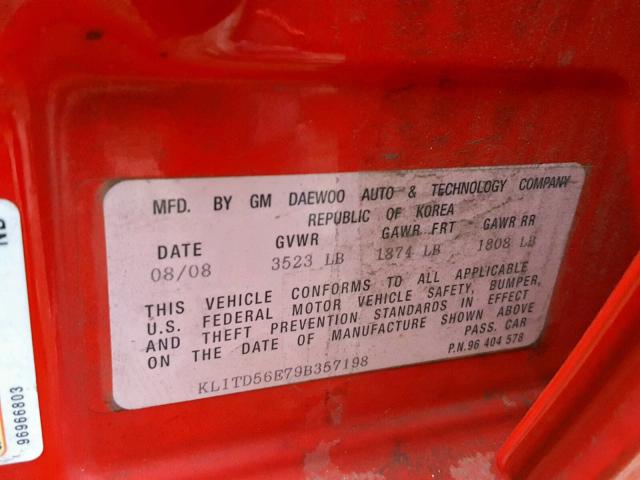 MFD. BY GM DAEWOO AUTO & TECHNOLOGY COMPANY
REPUBLIC OF KOREA
DATE GVWR GAWR FRT GAWR RR
08/08 3523 LB 1874 LB 1808 LB
THIS VEHICLE CONFORMS TO ALL APPLICABLE
U.S. FEDERAL MOTOR VEHICLE SAFETY, BUMPER,
AND THEFT PREVENTION STANDARDS IN EFFECT
ON THE DATE OF MANUFACTURE SHOWN ABOVE
PASS. CAR
KL1TD56E79B357198
P.N. 96 404 578
96966803